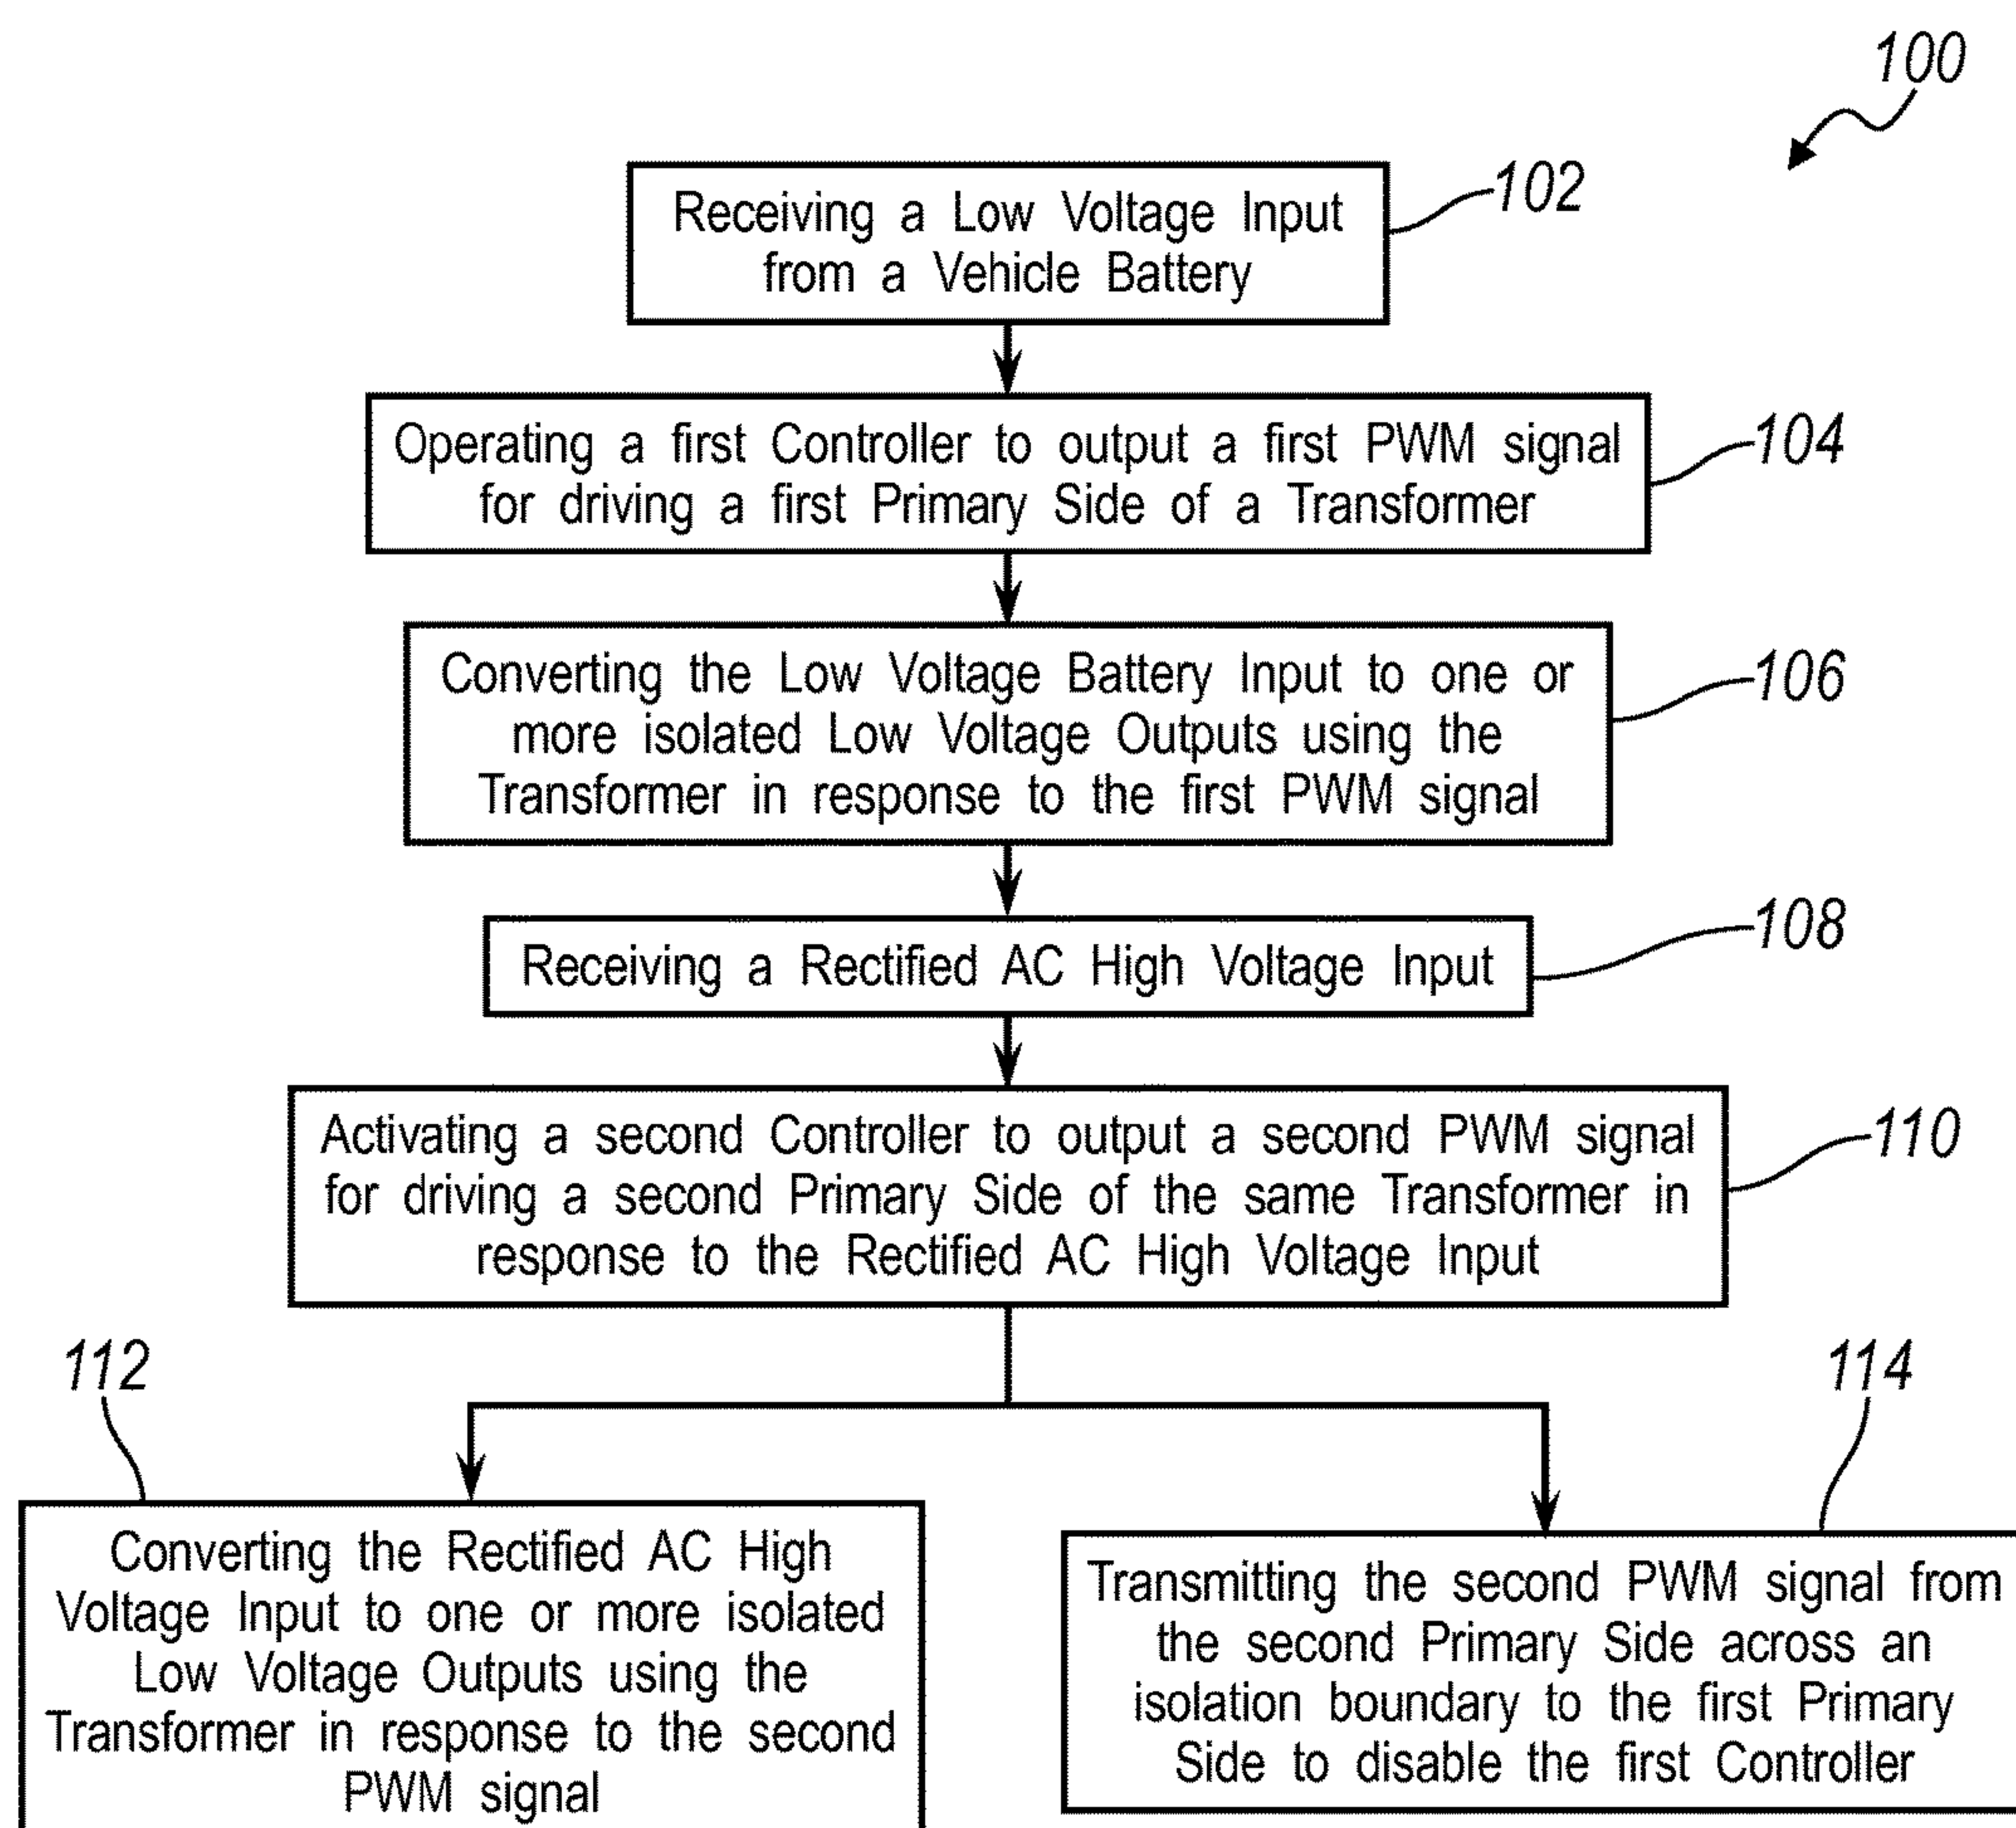 100
Receiving a Low Voltage Input
from a Vehicle Battery
102
Operating a first Controller to output a first PWM signal
for driving a first Primary Side of a Transformer
104
Converting the Low Voltage Battery Input to one or
more isolated Low Voltage Outputs using the
Transformer in response to the first PWM signal
106
Receiving a Rectified AC High Voltage Input
108
Activating a second Controller to output a second PWM signal
for driving a second Primary Side of the same Transformer in
response to the Rectified AC High Voltage Input
110
112
Converting the Rectified AC High
Voltage Input to one or more isolated
Low Voltage Outputs using the
Transformer in response to the second
PWM signal
114
Transmitting the second PWM signal from
the second Primary Side across an
isolation boundary to the first Primary
Side to disable the first Controller